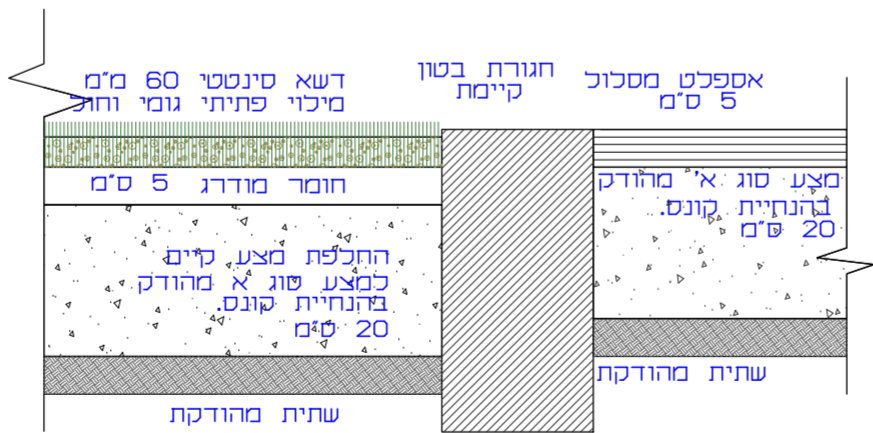 חגורת בטון
קיימת
אספלט מסלול
5 ס"מ
דשא סינטטי 60 מ"מ
מילוי פתיתי גומי וחול
חומר מודרג 5 ס"מ
מצע סוג א' מהודק
בהנחיית קונס.
20 ס"מ
החלפת מצע קיים
למצע סוג א מהודק
בהנחיית קונס.
20 ס"מ
שתית מהודקת
שתית מהודקת